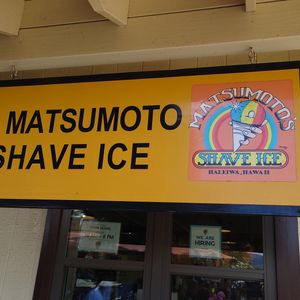 MATSUMOTO
SHAVE ICE
MATSUMOTO'S
SHAVE ICE
HALEIWA, HAWAII
WE ARE
HIRING